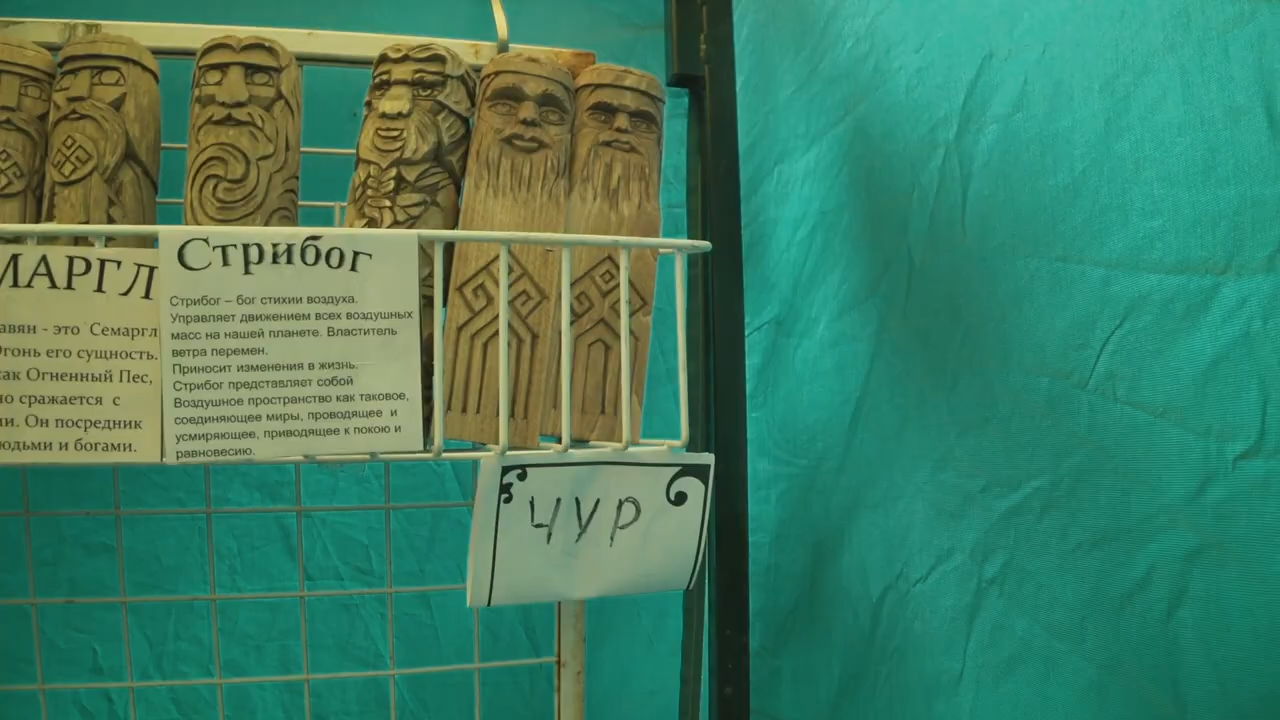 МАРГЛ
авян - это Семаргл
Огонь его сущность.
как Огненный Пес,
но сражается с
ии. Он посредник
юдьми и богами.
Стрибог
Стрибог – бог стихии воздуха.
Управляет движением всех воздушных
масс на нашей планете. Властитель
ветра перемен.
Приносит изменения в жизнь.
Стрибог представляет собой
Воздушное пространство как таковое,
соединяющее миры, проводящее и
усмиряющее, приводящее к покою и
равновесию.
ЧУР